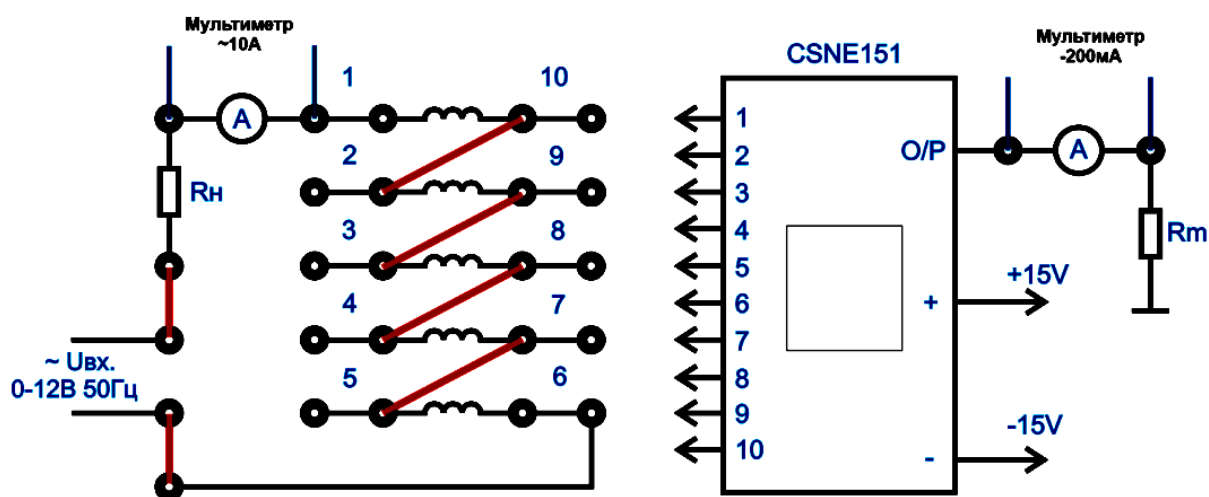 Мультиметр
~10А
A
1
10
2
9
Rн
3
8
4
7
5
6
~ Uвх.
0-12В 50Гц
CSNE151
1
2
3
4
5
6
7
8
9
10
O/P
+
-
Мультиметр
-200мА
A
Rm
+15V
-15V